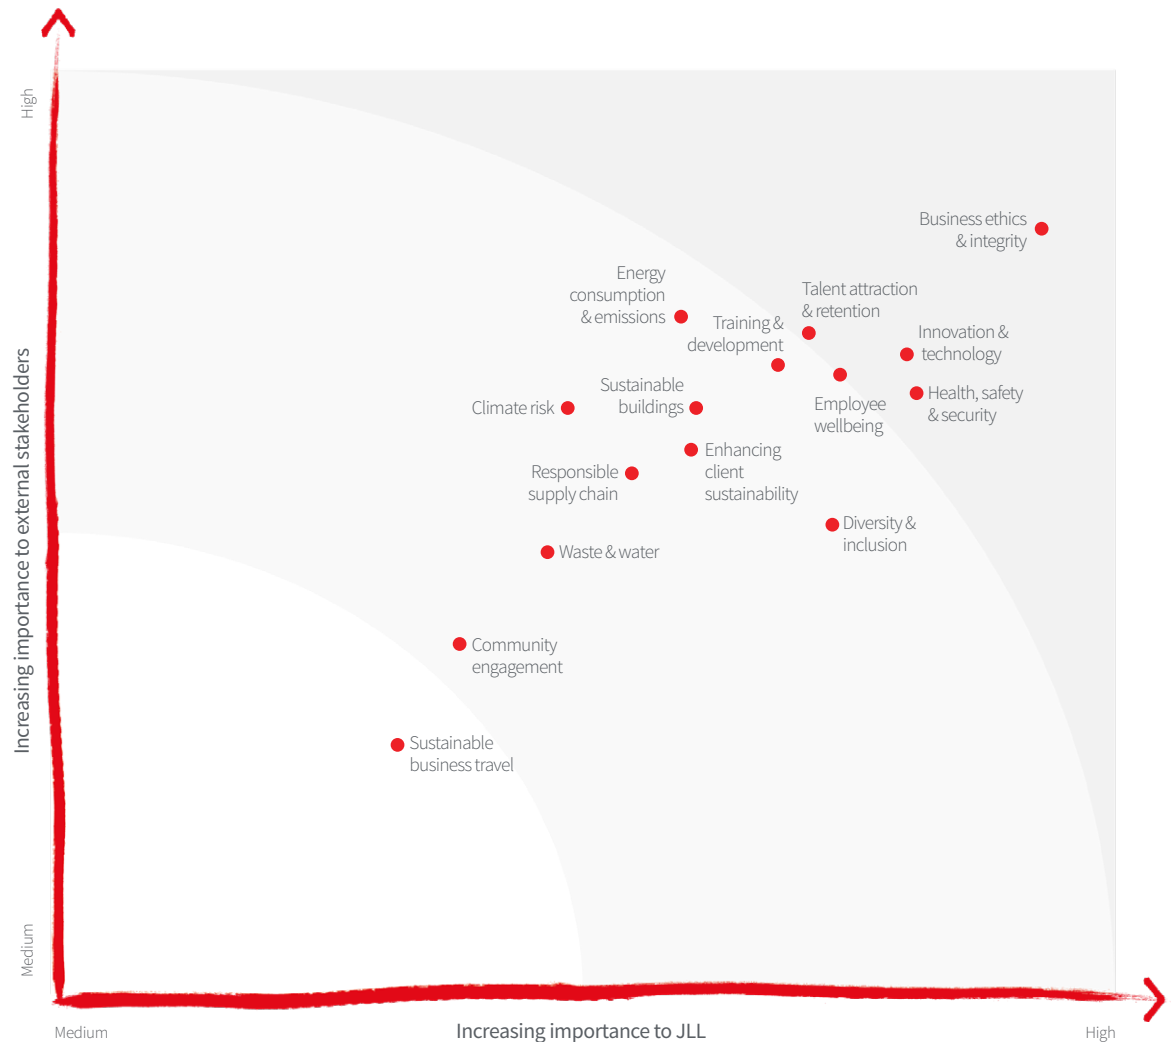 High
Increasing importance to external stakeholders
Medium
Business ethics
& integrity
Energy
consumption
& emissions
Talent attraction
& retention
Training &
development
Innovation &
technology
Sustainable
buildings
Health, safety
& security
Climate risk
Employee
wellbeing
Enhancing
client
sustainability
Responsible
supply chain
Diversity &
inclusion
Waste & water
Community
engagement
Sustainable
business travel
Medium
Increasing importance to JLL
High